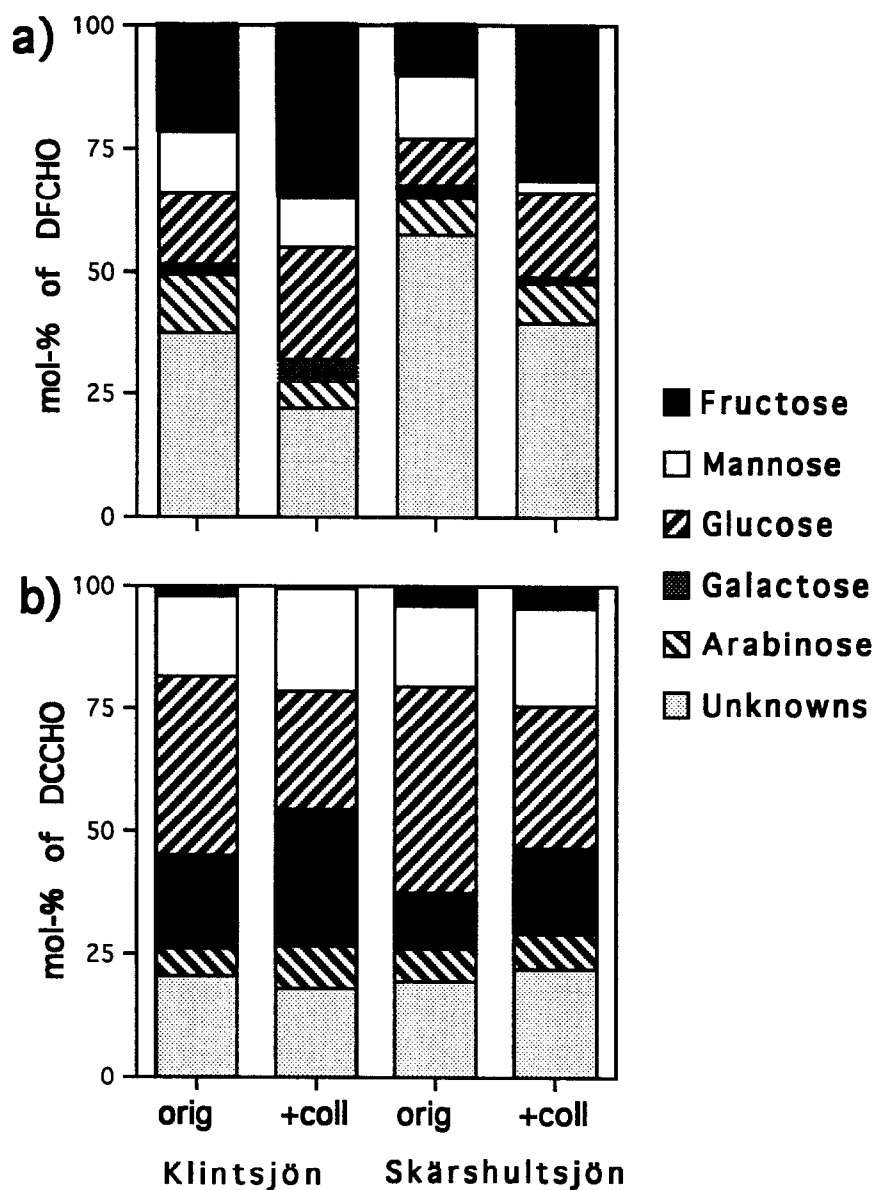 a)
mol-% of DFCHO
100
75
50
25
0
Fructose
Mannose
Glucose
Galactose
Arabinose
Unknowns
b)
mol-% of DCCHO
100
75
50
25
0
orig +coll orig +coll
Klintsjön Skärshultsjön